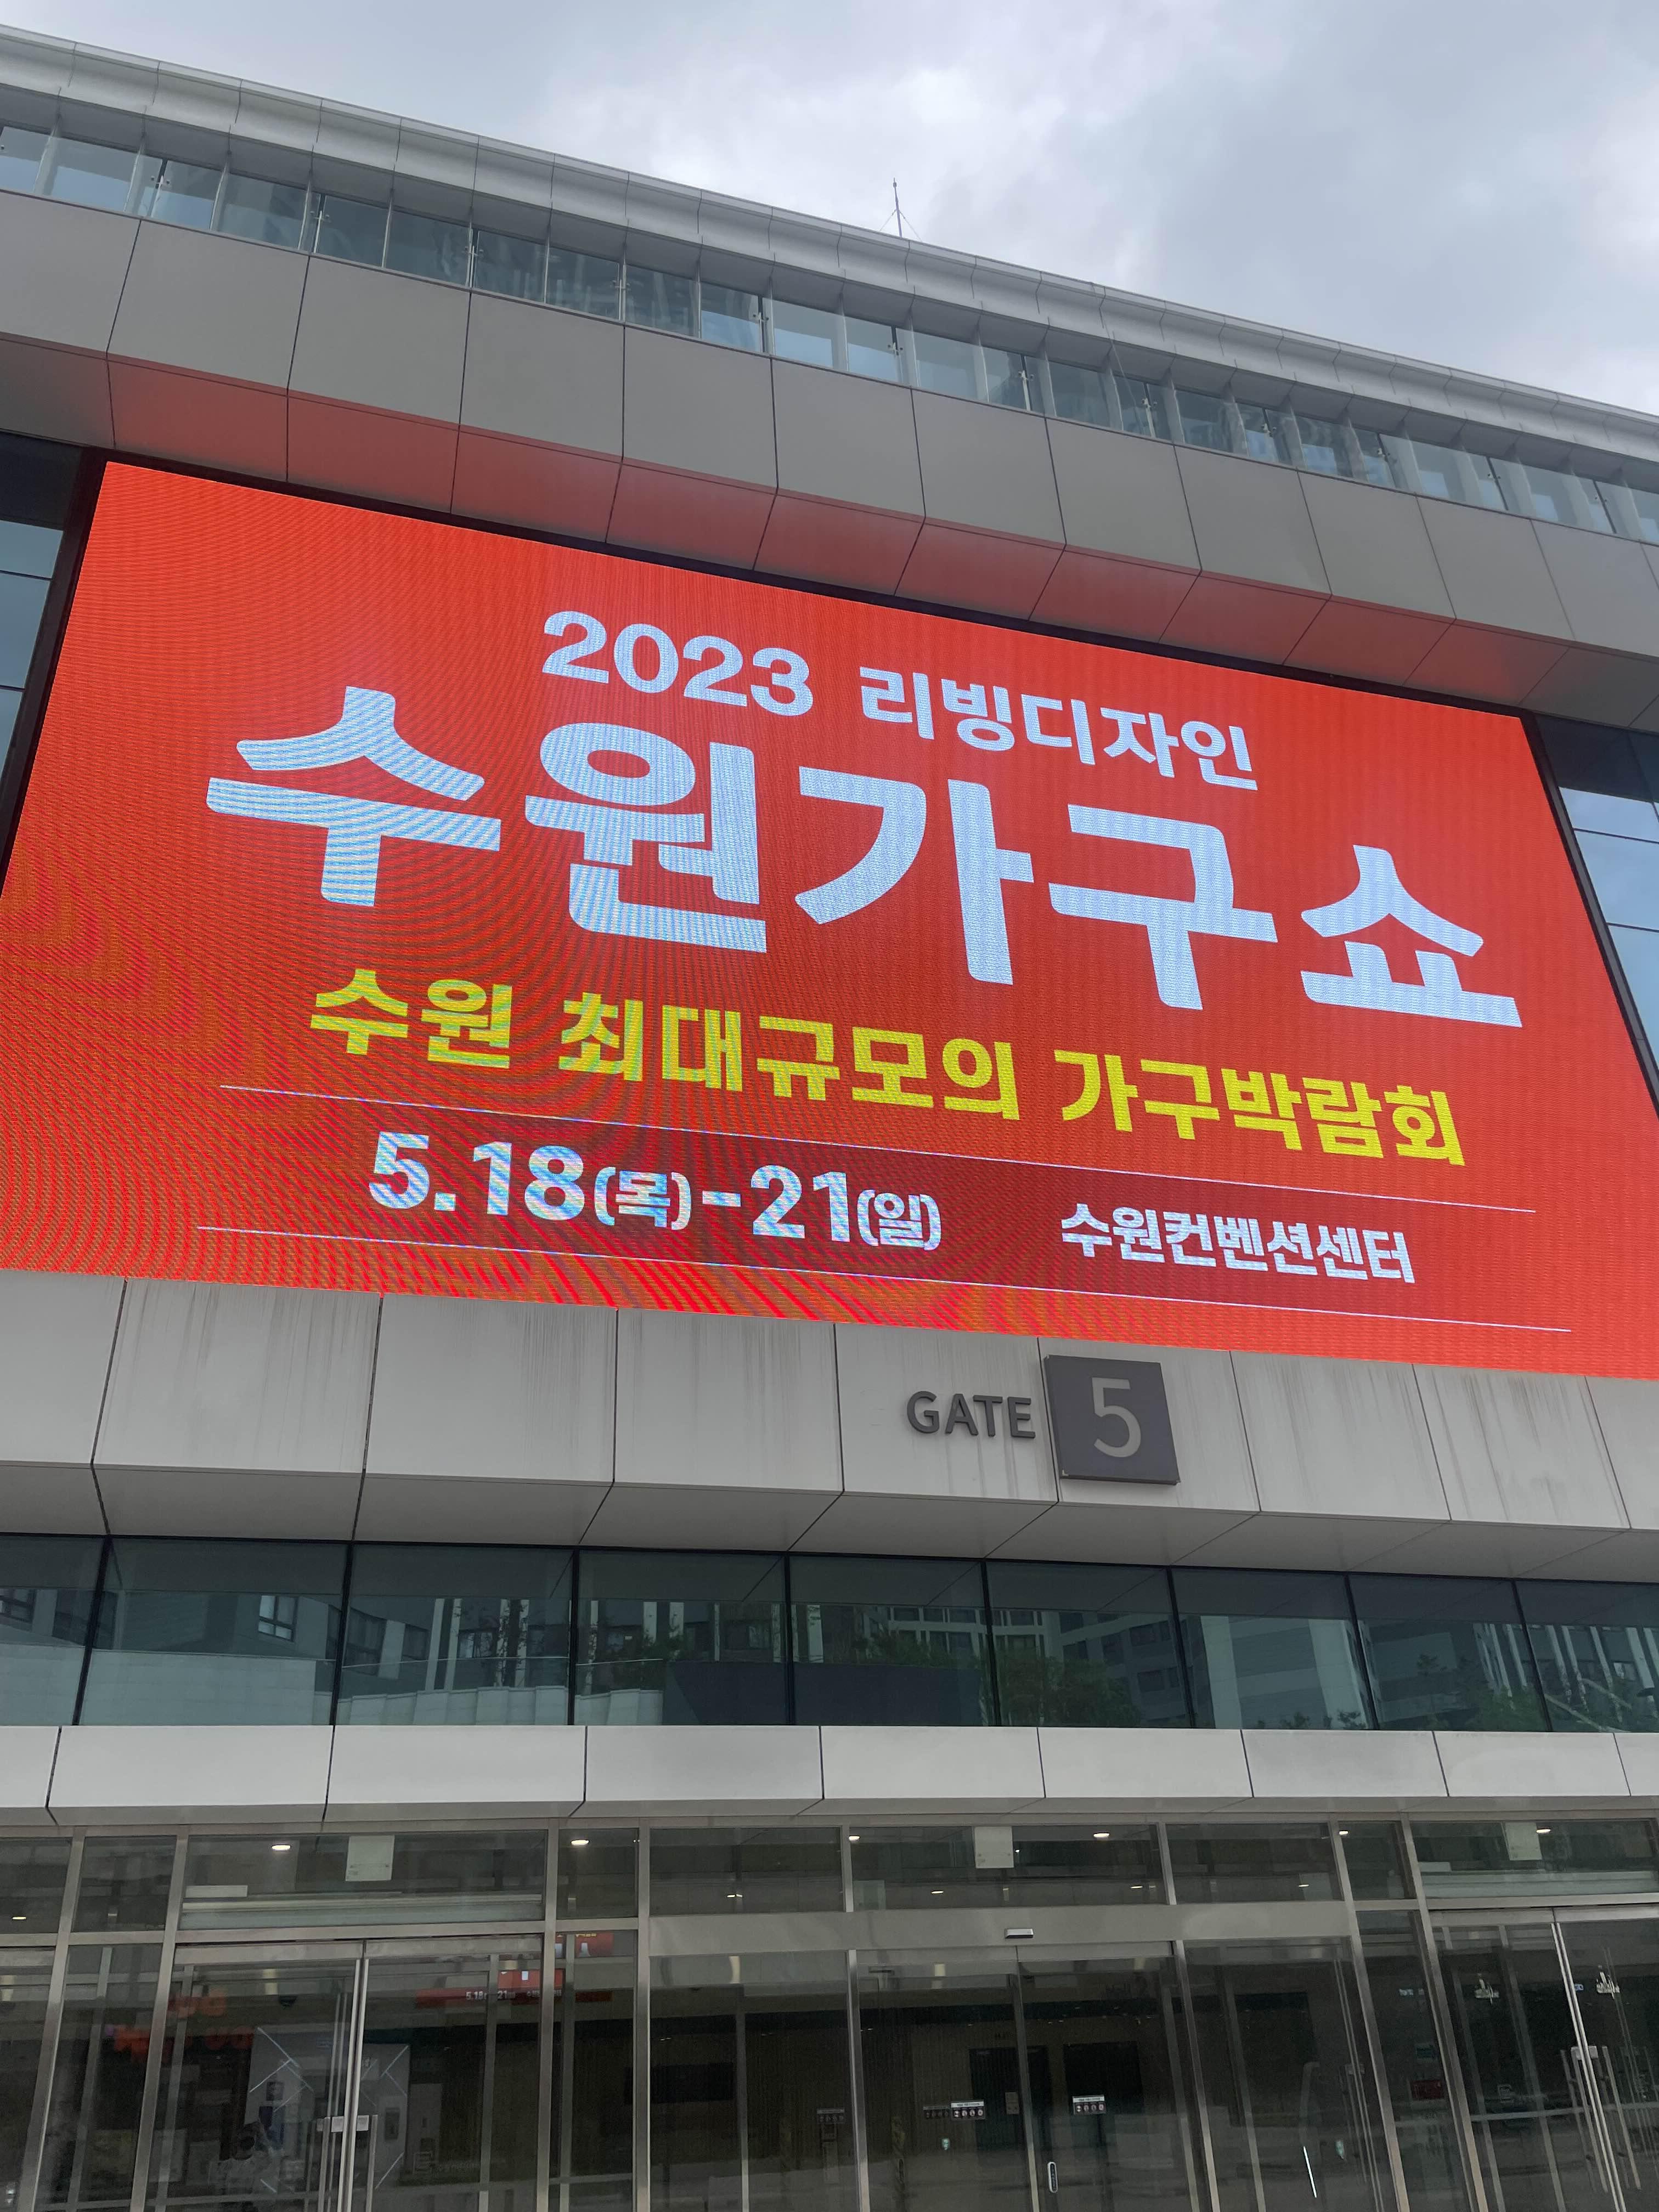 2023 리빙디자인
수원가구쇼
수원 최대규모의 가구박람회
5.18(목)-21(일) 수원컨벤션센터
GATE 5